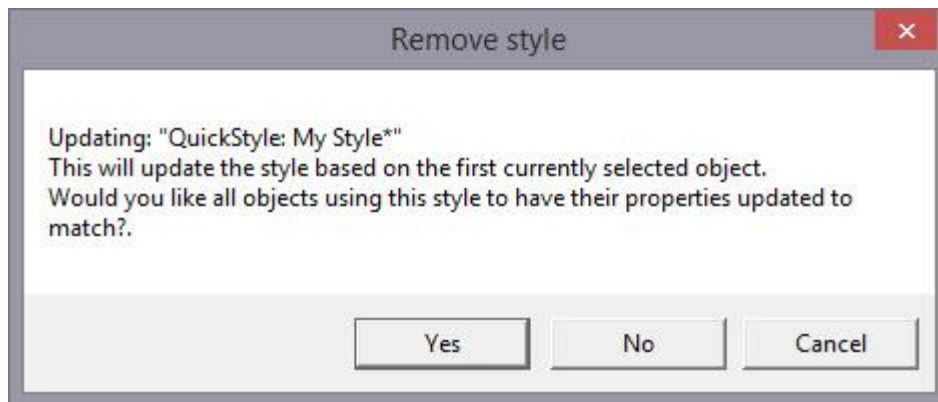 Remove style
Updating: "QuickStyle: My Style*"
This will update the style based on the first currently selected object.
Would you like all objects using this style to have their properties updated to
match?.
Yes
No
Cancel